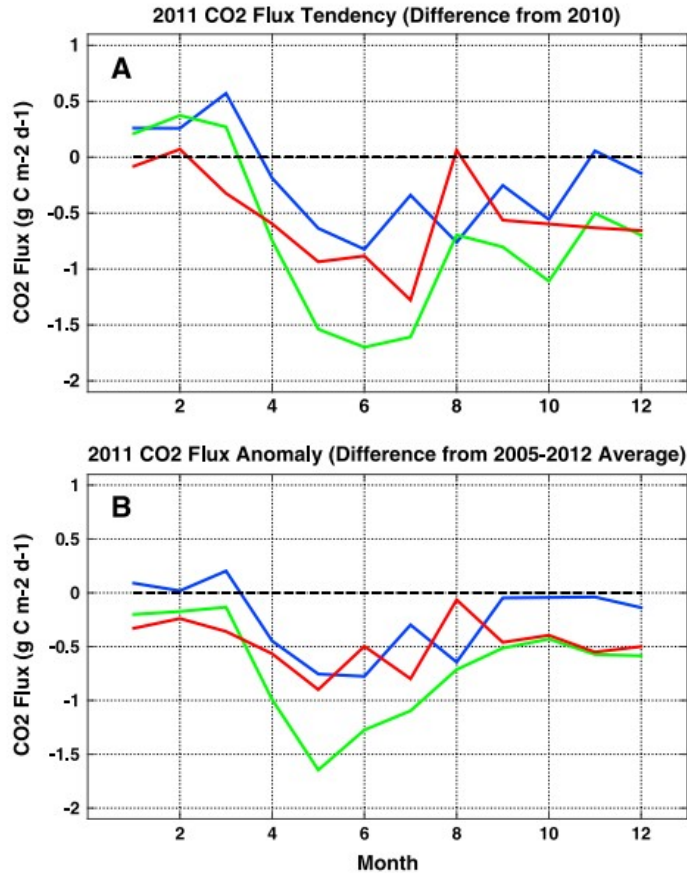 2011 CO2 Flux Tendency (Difference from 2010)
A
1
0.5
0
-0.5
-1
-1.5
-2
CO2 Flux (g C m-2 d-1)
2 4 6 8 10 12
2011 CO2 Flux Anomaly (Difference from 2005-2012 Average)
B
1
0.5
0
-0.5
-1
-1.5
-2
CO2 Flux (g C m-2 d-1)
2 4 6 8 10 12
Month